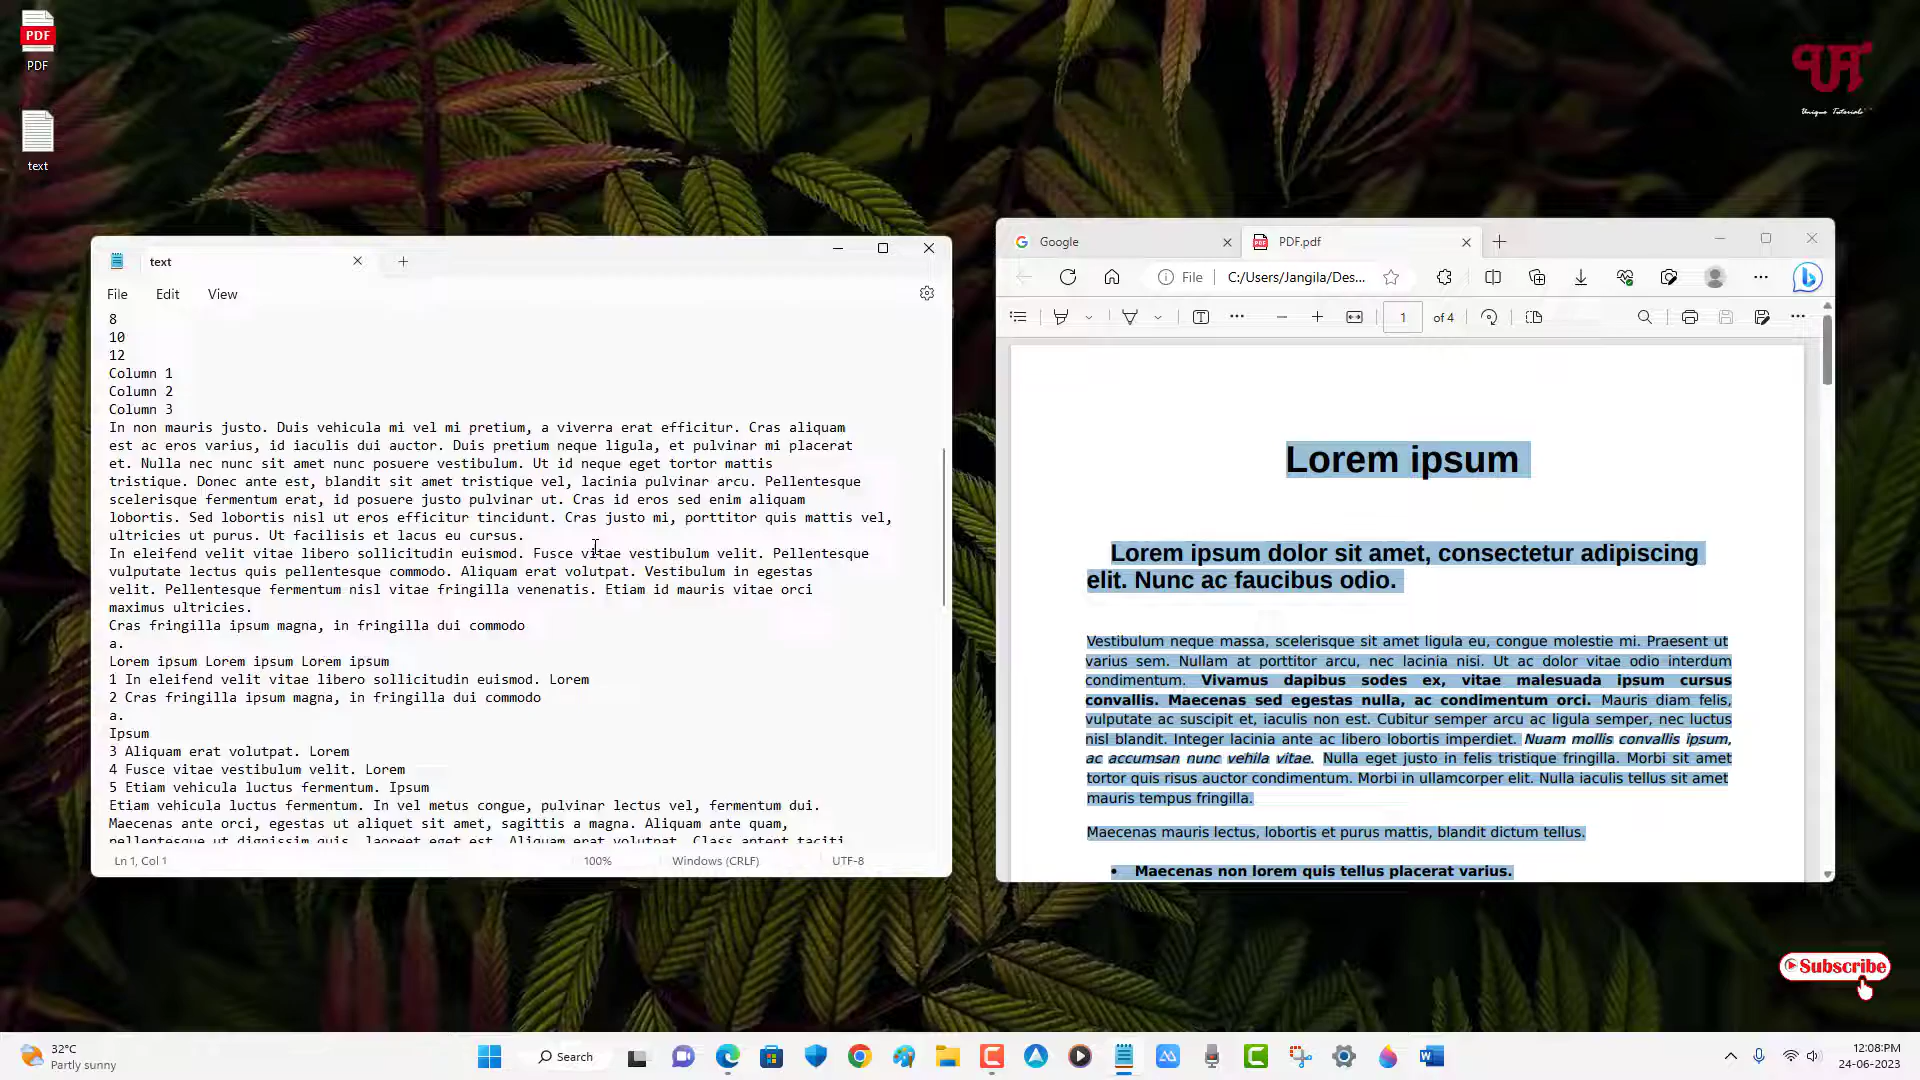 PDF
PDF
text
UA
Unique Tutorials
text
File Edit View
8
10
12
Column 1
Column 2
Column 3
In non mauris justo. Duis vehicula mi vel mi pretium, a viverra erat efficitur. Cras aliquam
est ac eros varius, id iaculis dui auctor. Duis pretium neque ligula, et pulvinar mi placerat
et. Nulla nec nunc sit amet nunc posuere vestibulum. Ut id neque eget tortor mattis
tristique. Donec ante est, blandit sit amet tristique vel, lacinia pulvinar arcu. Pellentesque
scelerisque fermentum erat, id posuere justo pulvinar ut. Cras id eros sed enim aliquam
lobortis. Sed lobortis nisl ut eros efficitur tincidunt. Cras justo mi, porttitor quis mattis vel,
ultricies ut purus. Ut facilisis et lacus eu cursus.
In eleifend velit vitae libero sollicitudin euismod. Fusce vitae vestibulum velit. Pellentesque
vulputate lectus quis pellentesque commodo. Aliquam erat volutpat. Vestibulum in egestas
velit. Pellentesque fermentum nisl vitae fringilla venenatis. Etiam id mauris vitae orci
maximus ultricies.
Cras fringilla ipsum magna, in fringilla dui commodo
a.
Lorem ipsum Lorem ipsum Lorem ipsum
1 In eleifend velit vitae libero sollicitudin euismod. Lorem
2 Cras fringilla ipsum magna, in fringilla dui commodo
a.
Ipsum
3 Aliquam erat volutpat. Lorem
4 Fusce vitae vestibulum velit. Lorem
5 Etiam vehicula luctus fermentum. Ipsum
Etiam vehicula luctus fermentum. In vel metus congue, pulvinar lectus vel, fermentum dui.
Maecenas ante orci, egestas ut aliquet sit amet, sagittis a magna. Aliquam ante quam,
pellentesque ut dignissim quis, laoreet eget est. Aliquam erat volutpat. Class aptent taciti
Ln 1, Col 1 100% Windows (CRLF) UTF-8
Google PDF.pdf
File C:/Users/Jangila/Des...
1 of 4
Lorem ipsum
Lorem ipsum dolor sit amet, consectetur adipiscing
elit. Nunc ac faucibus odio.
Vestibulum neque massa, scelerisque sit amet ligula eu, congue molestie mi. Praesent ut
varius sem. Nullam at porttitor arcu, nec lacinia nisi. Ut ac dolor vitae odio interdum
condimentum. Vivamus dapibus sodes ex, vitae malesuada ipsum cursus
convallis. Maecenas sed egestas nulla, ac condimentum orci. Mauris diam felis,
vulputate ac suscipit et, iaculis non est. Cubitur semper arcu ac ligula semper, nec luctus
nisl blandit. Integer lacinia ante ac libero lobortis imperdiet. Nuam mollis convallis ipsum,
ac accumsan nunc vehila vitae. Nulla eget justo in felis tristique fringilla. Morbi sit amet
tortor quis risus auctor condimentum. Morbi in ullamcorper elit. Nulla iaculis tellus sit amet
mauris tempus fringilla.
Maecenas mauris lectus, lobortis et purus mattis, blandit dictum tellus.
• Maecenas non lorem quis tellus placerat varius.
Subscribe
32°C
Partly sunny
Search
12:08:PM
24-06-2023